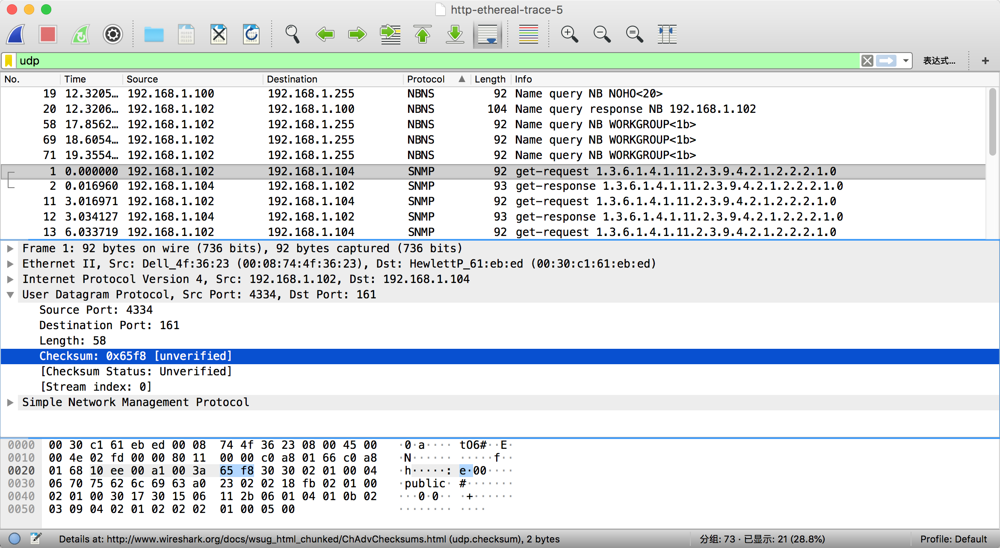 http-ethereal-trace-5
udp
表达式…
+
No. Time Source Destination Protocol Length Info
19 12.3205… 192.168.1.100 192.168.1.255 NBNS 92 Name query NB NOHO<20>
20 12.3206… 192.168.1.102 192.168.1.100 NBNS 104 Name query response NB 192.168.1.102
58 17.8562… 192.168.1.102 192.168.1.255 NBNS 92 Name query NB WORKGROUP<1b>
69 18.6054… 192.168.1.102 192.168.1.255 NBNS 92 Name query NB WORKGROUP<1b>
71 19.3554… 192.168.1.102 192.168.1.255 NBNS 92 Name query NB WORKGROUP<1b>
1 0.000000 192.168.1.102 192.168.1.104 SNMP 92 get-request 1.3.6.1.4.1.11.2.3.9.4.2.1.2.2.2.1.0
2 0.016960 192.168.1.104 192.168.1.102 SNMP 93 get-response 1.3.6.1.4.1.11.2.3.9.4.2.1.2.2.2.1.0
11 3.016971 192.168.1.102 192.168.1.104 SNMP 92 get-request 1.3.6.1.4.1.11.2.3.9.4.2.1.2.2.2.1.0
12 3.034127 192.168.1.104 192.168.1.102 SNMP 93 get-response 1.3.6.1.4.1.11.2.3.9.4.2.1.2.2.2.1.0
13 6.033719 192.168.1.102 192.168.1.104 SNMP 92 get-request 1.3.6.1.4.1.11.2.3.9.4.2.1.2.2.2.1.0
Frame 1: 92 bytes on wire (736 bits), 92 bytes captured (736 bits)
Ethernet II, Src: Dell_4f:36:23 (00:08:74:4f:36:23), Dst: HewlettP_61:eb:ed (00:30:c1:61:eb:ed)
Internet Protocol Version 4, Src: 192.168.1.102, Dst: 192.168.1.104
User Datagram Protocol, Src Port: 4334, Dst Port: 161
Source Port: 4334
Destination Port: 161
Length: 58
Checksum: 0x65f8 [unverified]
[Checksum Status: Unverified]
[Stream index: 0]
Simple Network Management Protocol
0000 00 30 c1 61 eb ed 00 08 74 4f 36 23 08 00 45 00 ·0·a···· tO6#··E·
0010 00 4e 02 fd 00 00 80 11 00 00 c0 a8 01 66 c0 a8 ·N······ ·····f··
0020 01 68 10 ee 00 a1 00 3a 65 f8 30 30 02 01 00 04 ·h·····: e·00····
0030 06 70 75 62 6c 69 63 a0 23 02 02 18 fb 02 01 00 ·public· #·······
0040 02 01 00 30 17 30 15 06 11 2b 06 01 04 01 0b 02 ···0·0·· ·+······
0050 03 09 04 02 01 02 02 02 01 00 05 00 ········ ····
Details at: http://www.wireshark.org/docs/wsug_html_chunked/ChAdvChecksums.html (udp.checksum), 2 bytes
分组: 73 · 已显示: 21 (28.8%)
Profile: Default